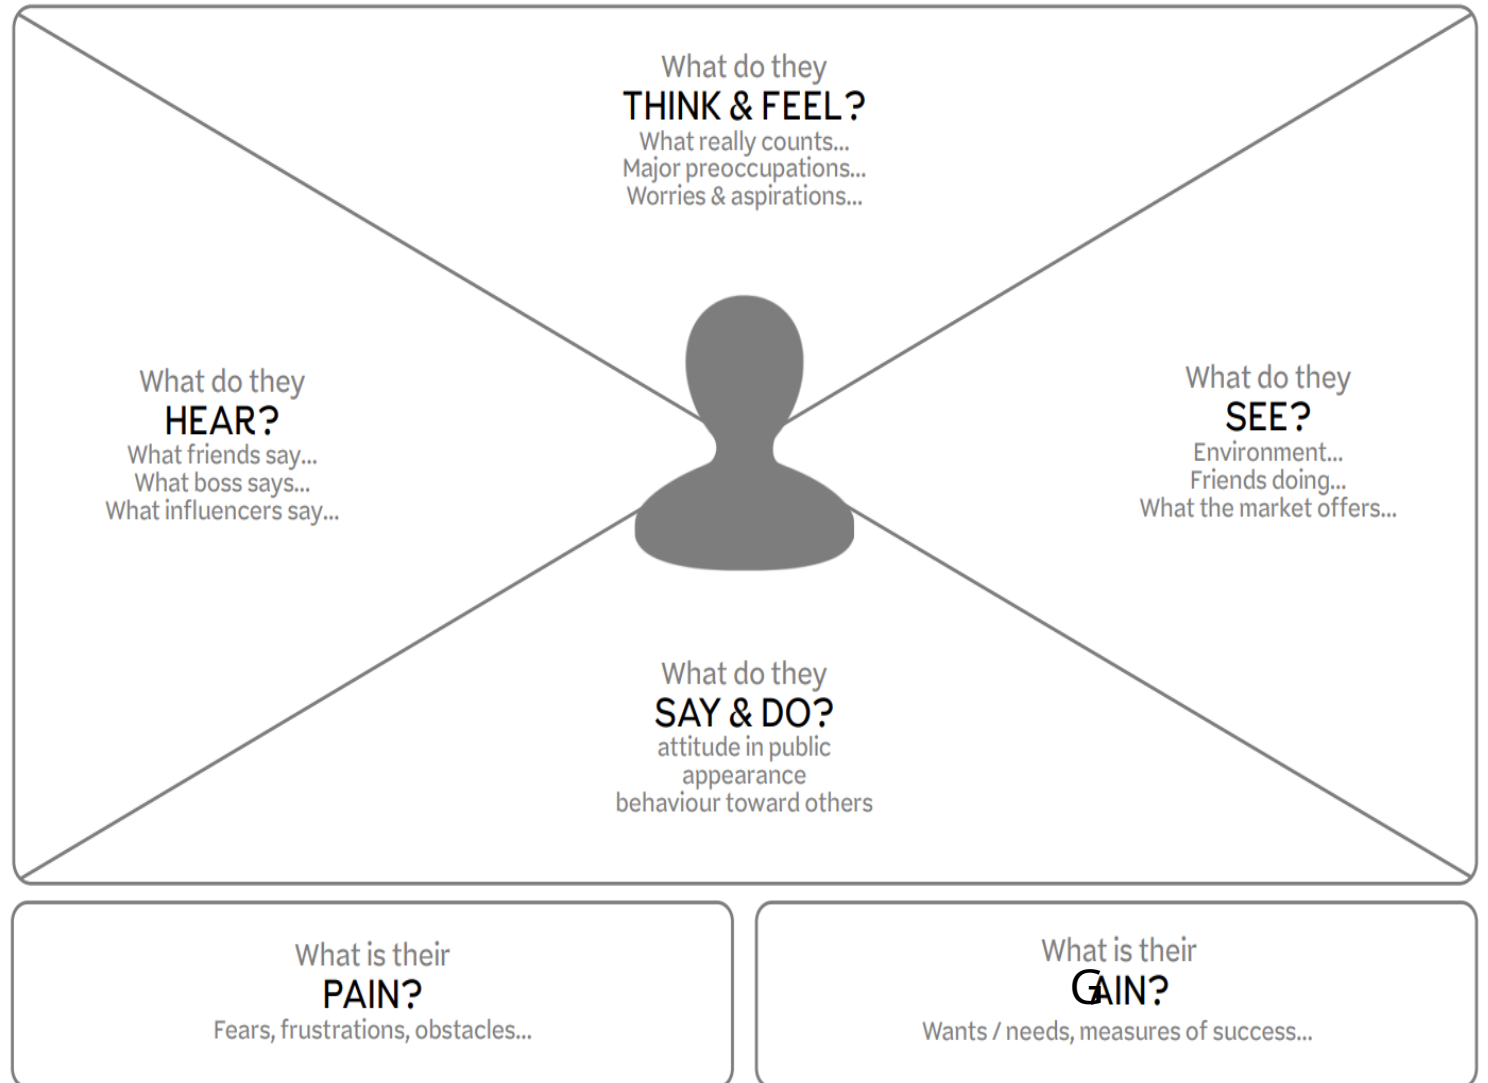 What do they
THINK & FEEL?
What really counts...
Major preoccupations...
Worries & aspirations...
What do they
HEAR?
What friends say...
What boss says...
What influencers say...
What do they
SEE?
Environment...
Friends doing...
What the market offers...
What do they
SAY & DO?
attitude in public
appearance
behaviour toward others
What is their
PAIN?
Fears, frustrations, obstacles...
What is their
GAIN?
Wants / needs, measures of success...